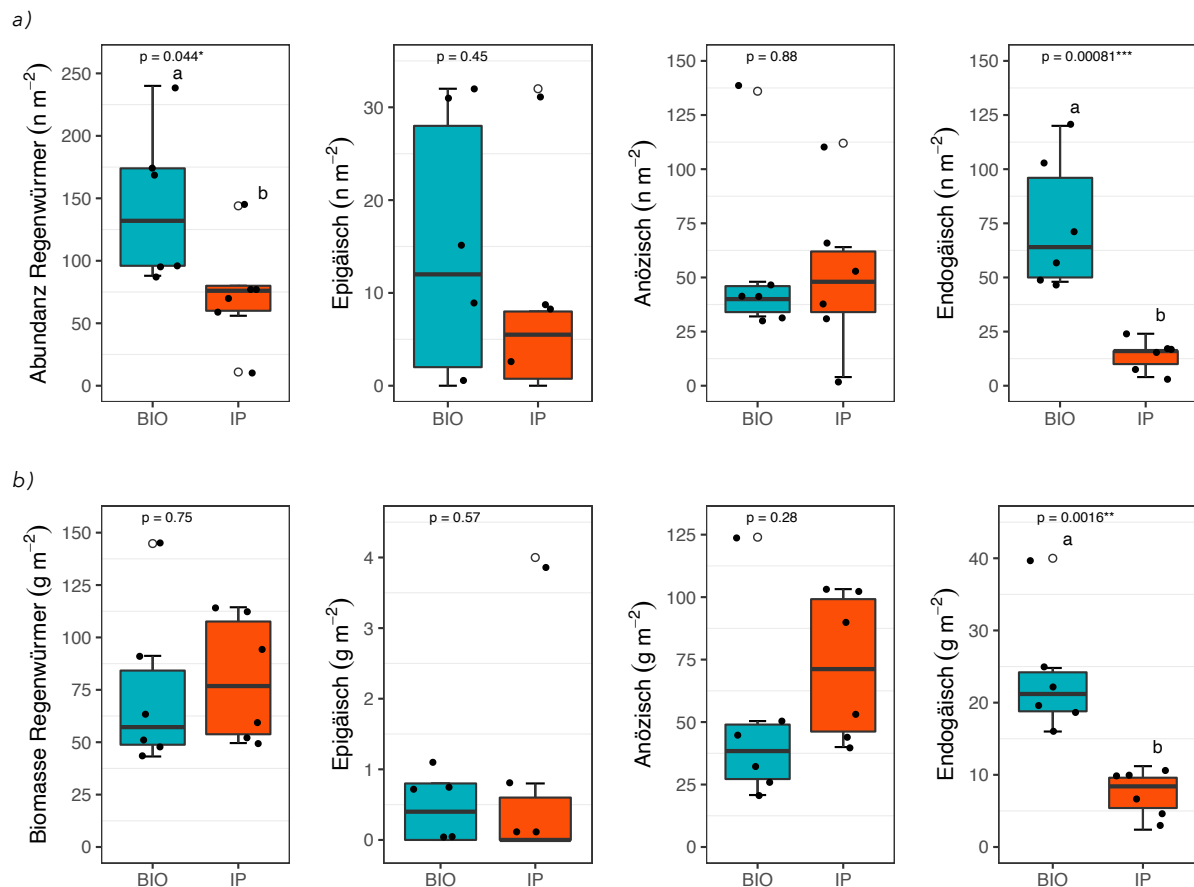 a)
Abundanz Regenwürmer (n m⁻²)
250
200
150
100
50
0
p = 0.044*
a
b
BIO
IP
Epigäisch (n m⁻²)
30
20
10
0
p = 0.45
BIO
IP
Anözisch (n m⁻²)
150
125
100
75
50
25
0
p = 0.88
BIO
IP
Endogäisch (n m⁻²)
150
125
100
75
50
25
0
p = 0.00081***
a
b
BIO
IP
b)
Biomasse Regenwürmer (g m⁻²)
150
125
100
75
50
25
0
p = 0.75
BIO
IP
Epigäisch (g m⁻²)
4
3
2
1
0
p = 0.57
BIO
IP
Anözisch (g m⁻²)
125
100
75
50
25
0
p = 0.28
BIO
IP
Endogäisch (g m⁻²)
40
30
20
10
0
p = 0.0016**
a
b
BIO
IP